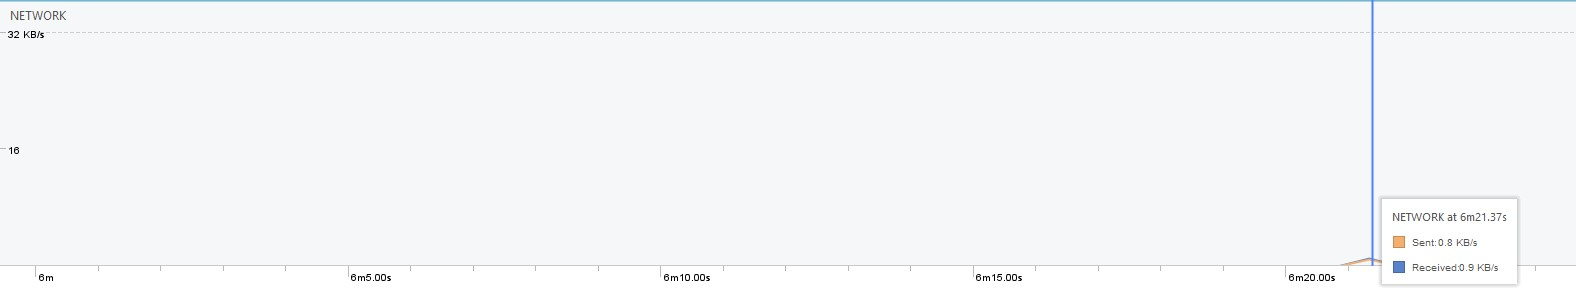 NETWORK
32 KB/s
16
NETWORK at 6m21.37s
Sent:0.8 KB/s
Received:0.9 KB/s
6m
6m5.00s
6m10.00s
6m15.00s
6m20.00s